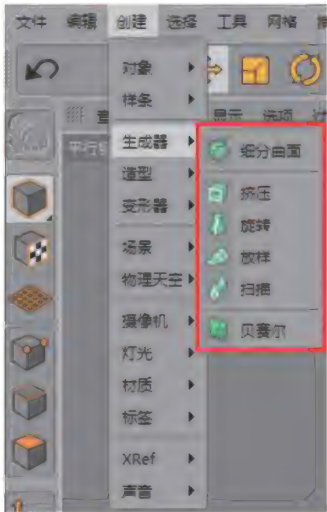 文件 编辑 创建 选择 工具 网格
对象
样条
显示 选项
生成器
细分曲面
造型
挤压
变形器
旋转
场景
放样
物理天空
扫描
摄像机
贝赛尔
灯光
材质
标签
XRef
声音